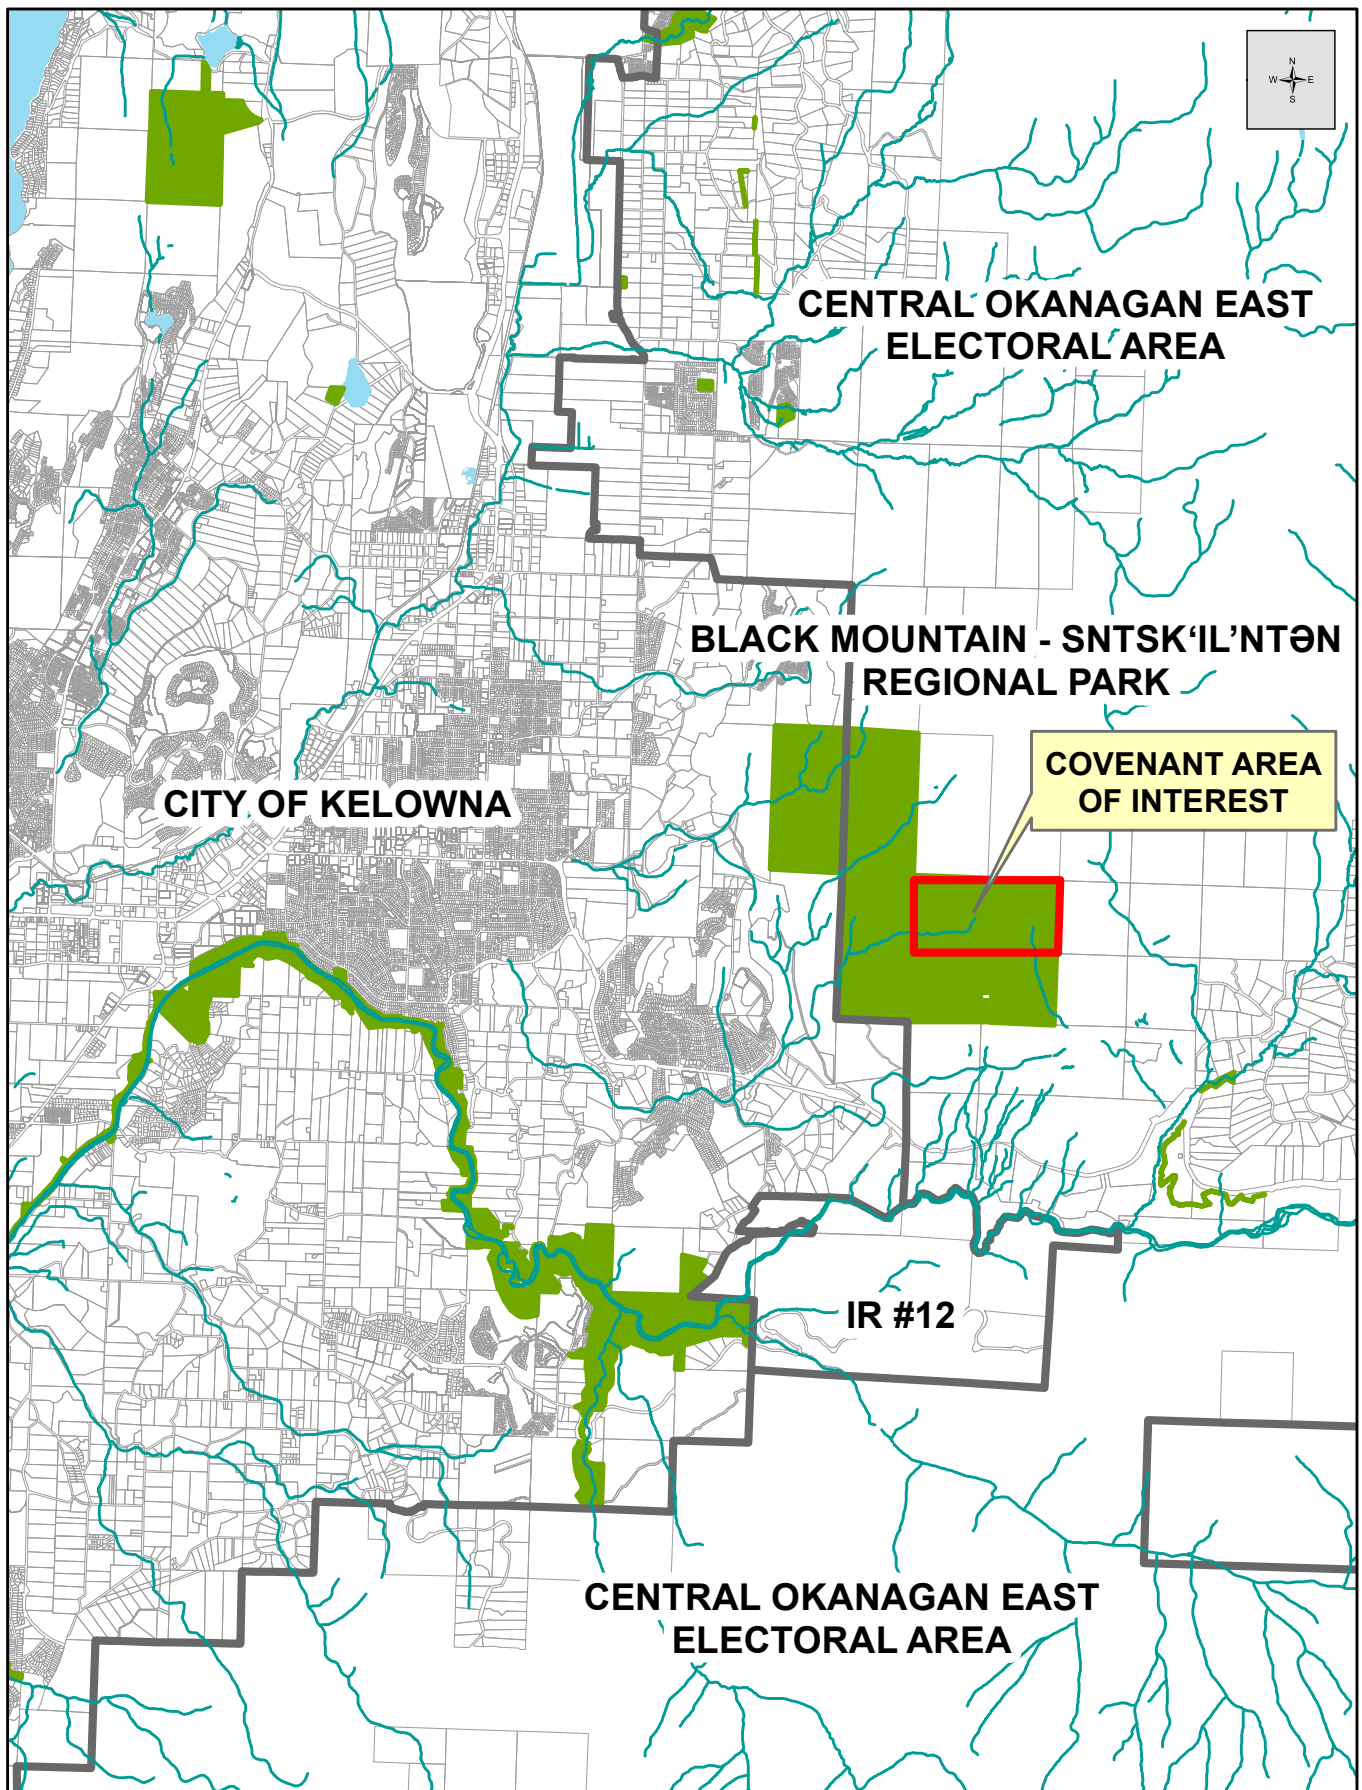 N
W E
S
CENTRAL OKANAGAN EAST
ELECTORAL AREA
BLACK MOUNTAIN - SNTSK‘IL’NTƏN
REGIONAL PARK
COVENANT AREA
OF INTEREST
CITY OF KELOWNA
IR #12
CENTRAL OKANAGAN EAST
ELECTORAL AREA